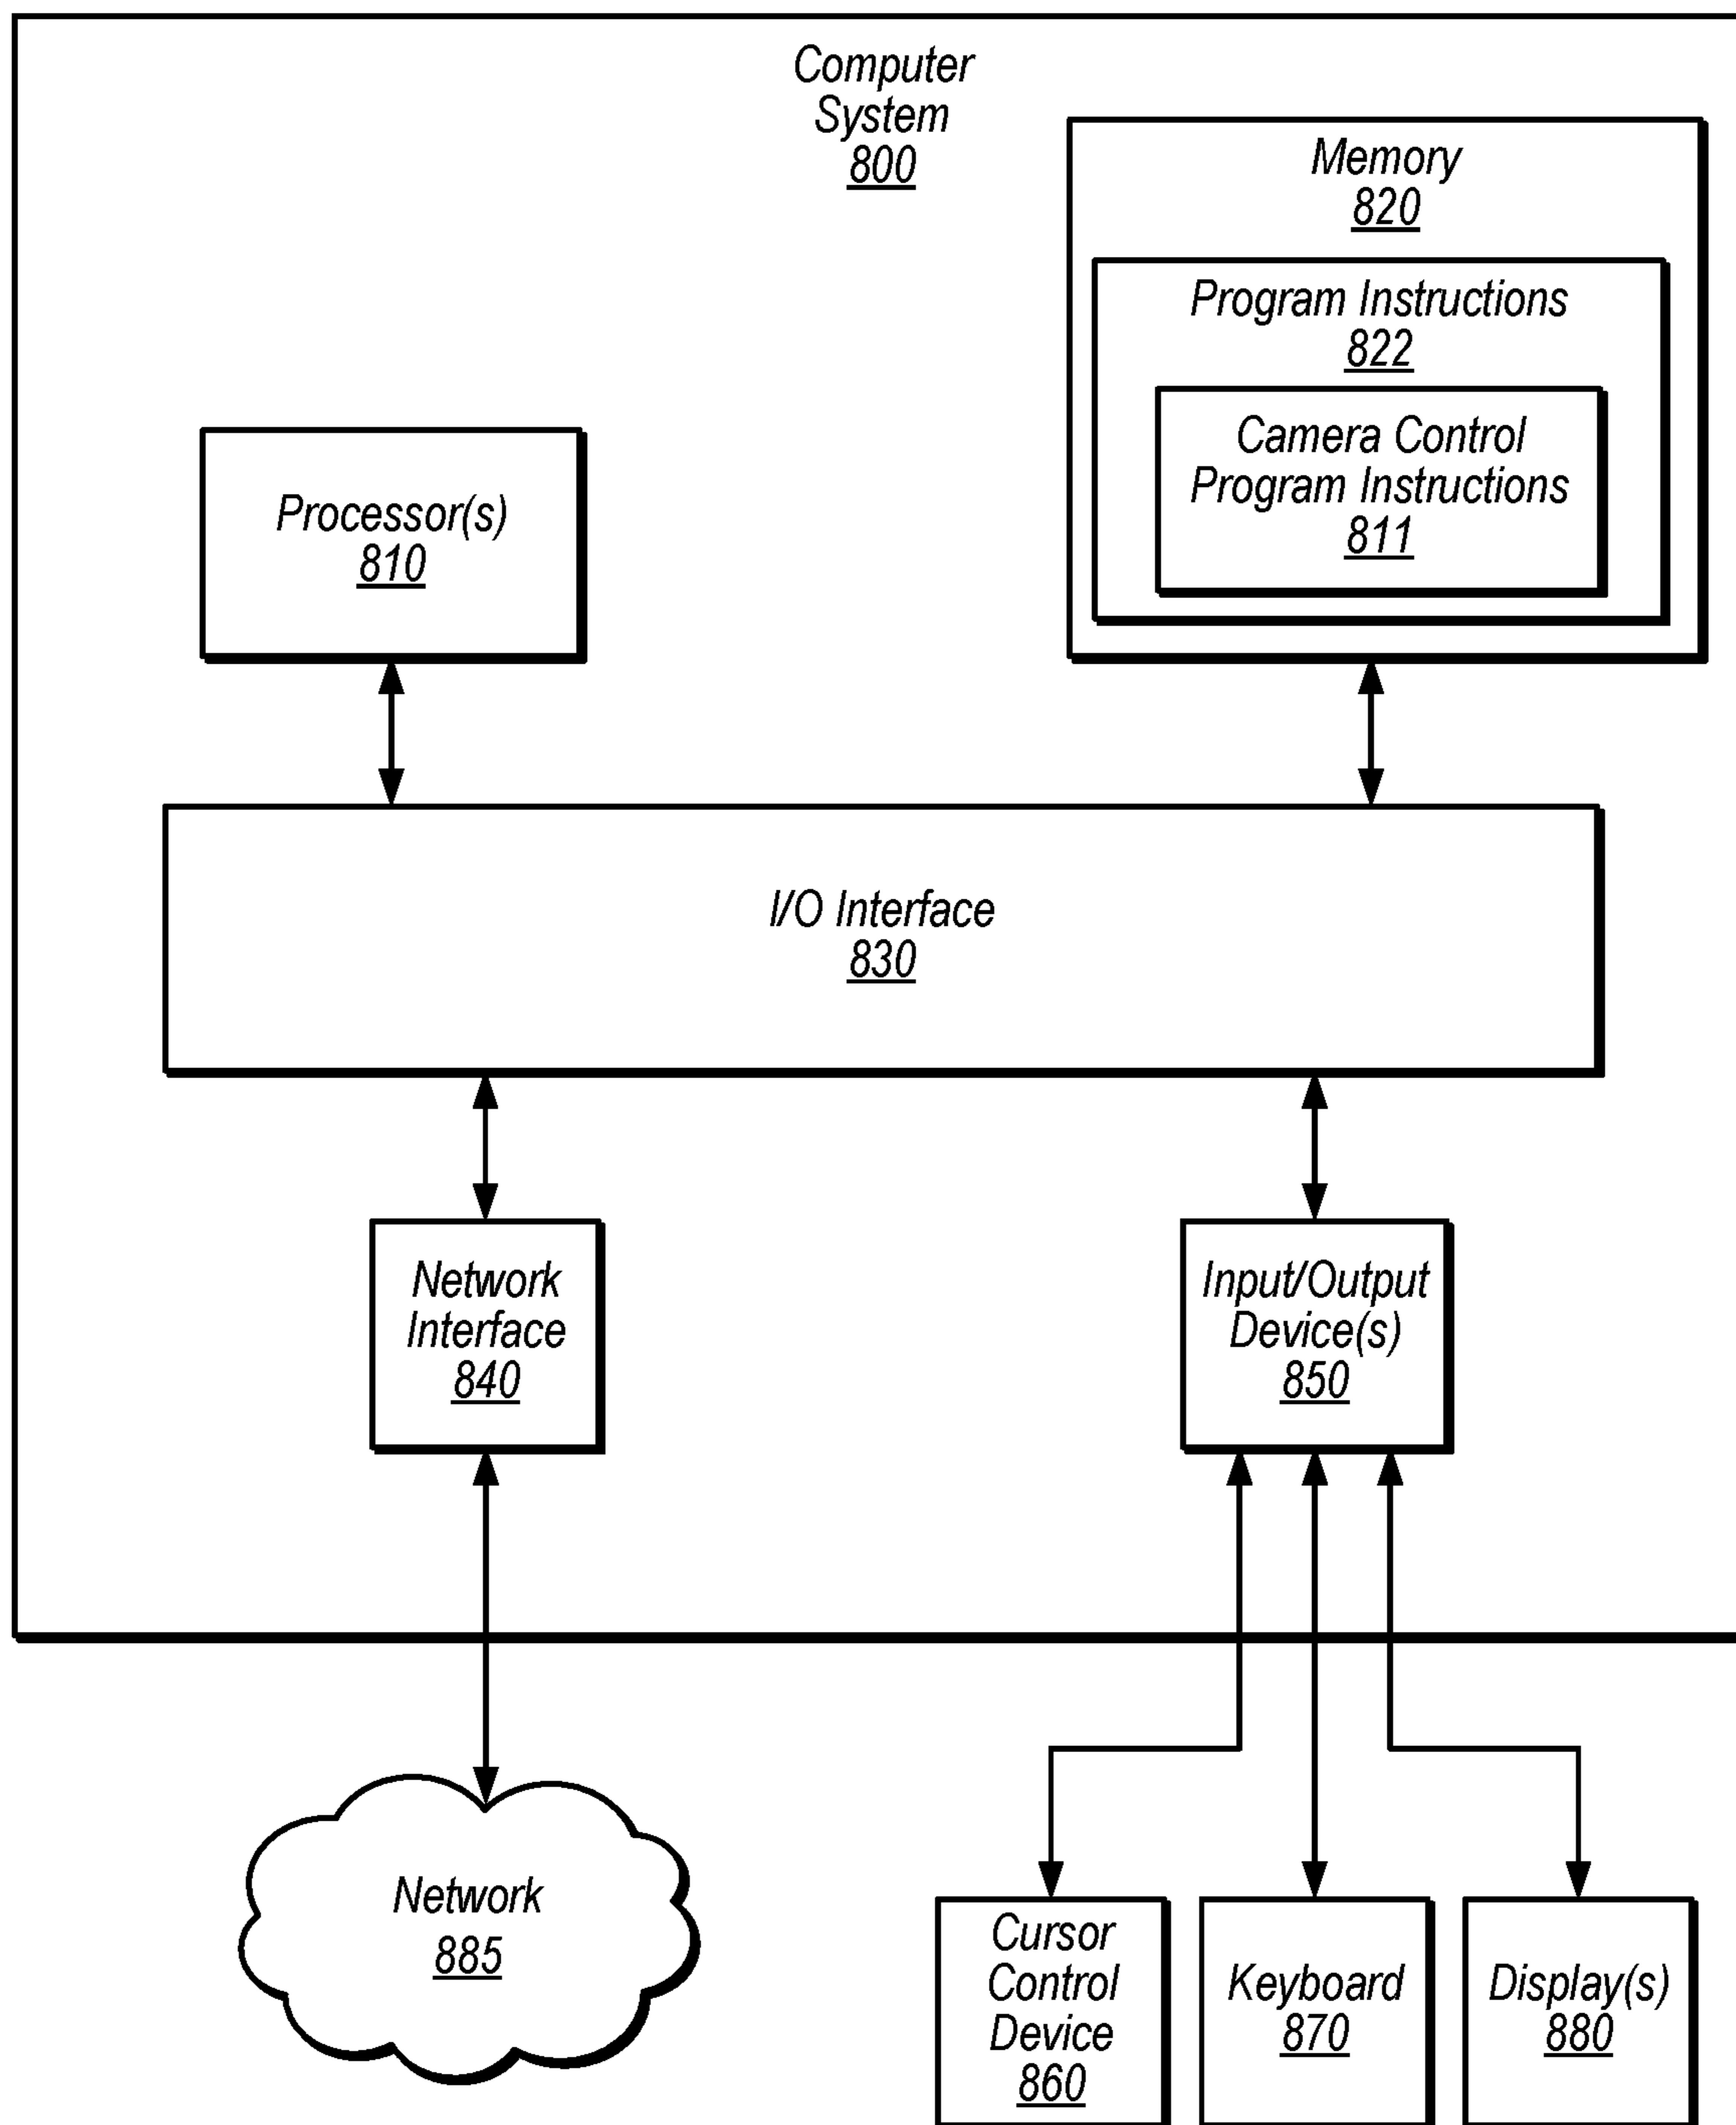 Computer
System
800
Memory
820
Program Instructions
822
Camera Control
Program Instructions
811
Processor(s)
810
I/O Interface
830
Network
Interface
840
Input/Output
Device(s)
850
Network
885
Cursor
Control
Device
860
Keyboard
870
Display(s)
880